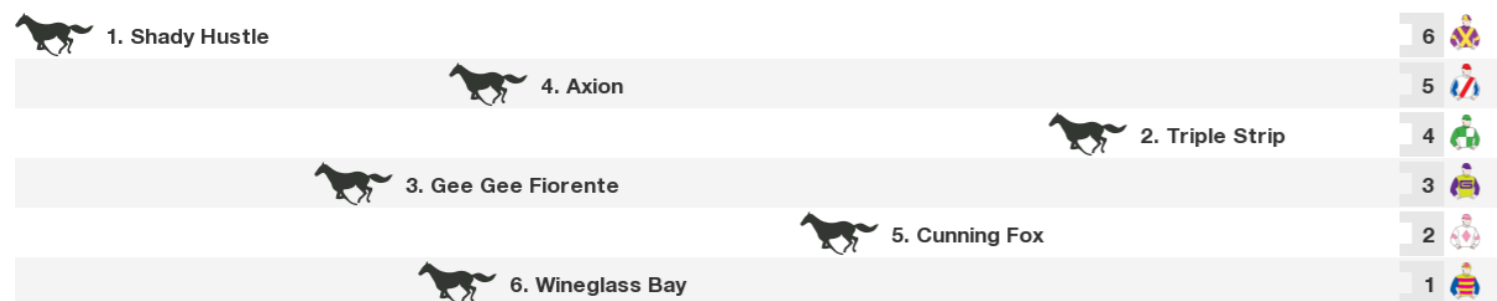 1. Shady Hustle 6
4. Axion 5
2. Triple Strip 4
3. Gee Gee Fiorente 3
5. Cunning Fox 2
6. Wineglass Bay 1